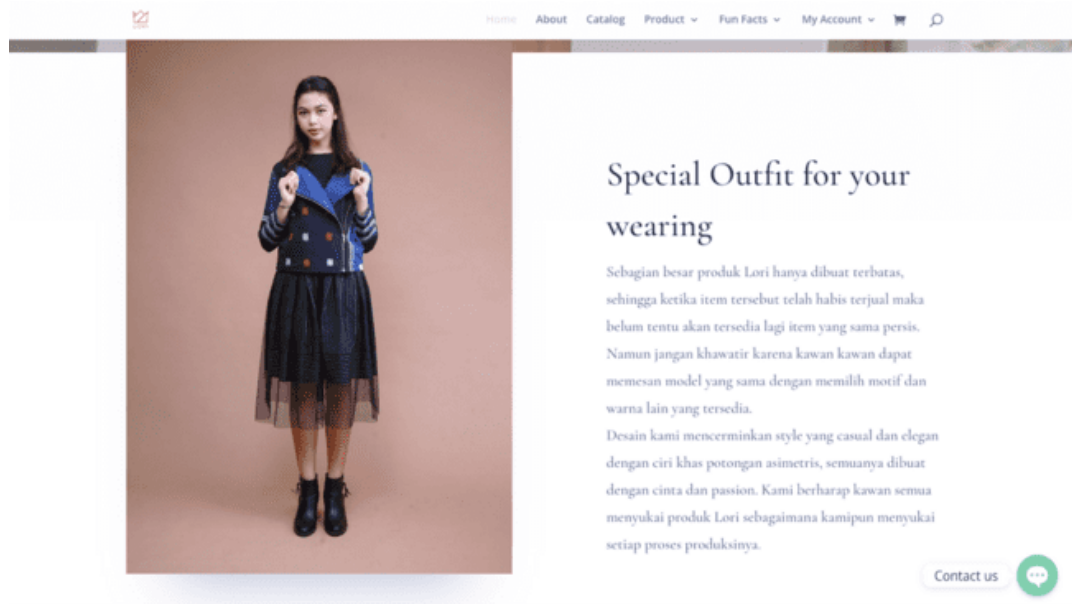 Home About Catalog Product Fun Facts My Account
Special Outfit for your
wearing
Sebagian besar produk Lori hanya dibuat terbatas,
sehingga ketika item tersebut telah habis terjual maka
belum tentu akan tersedia lagi item yang sama persis.
Namun jangan khawatir karena kawan kawan dapat
memesan model yang sama dengan memilih motif dan
warna lain yang tersedia.
Desain kami mencerminkan style yang casual dan elegan
dengan ciri khas potongan asimetris, semuanya dibuat
dengan cinta dan passion. Kami berharap kawan semua
menyukai produk Lori sebagaimana kamipun menyukai
setiap proses produksinya.
Contact us